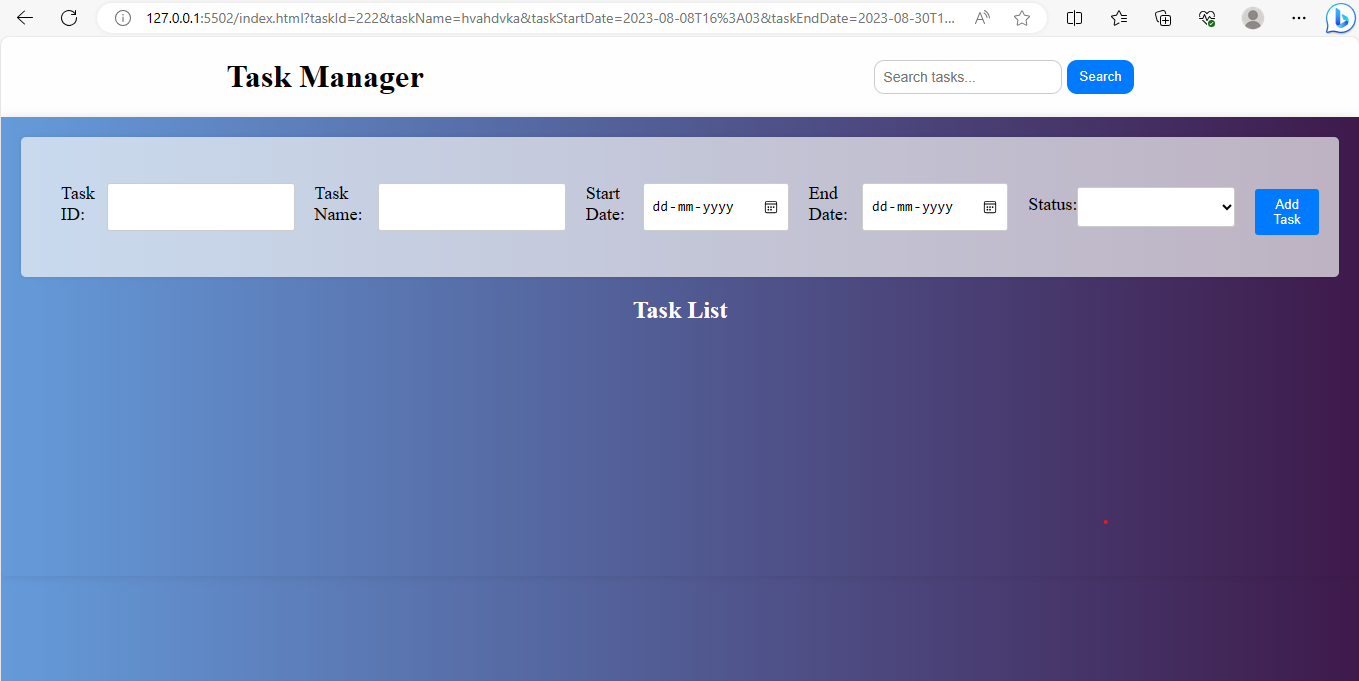 127.0.0.1:5502/index.html?taskId=222&taskName=hvahdvka&taskStartDate=2023-08-08T16%3A03&taskEndDate=2023-08-30T1...
Task Manager
Search tasks...
Search
Task
ID:
Task
Name:
Start
Date:
dd-mm-yyyy
End
Date:
dd-mm-yyyy
Status:
Add
Task
Task List